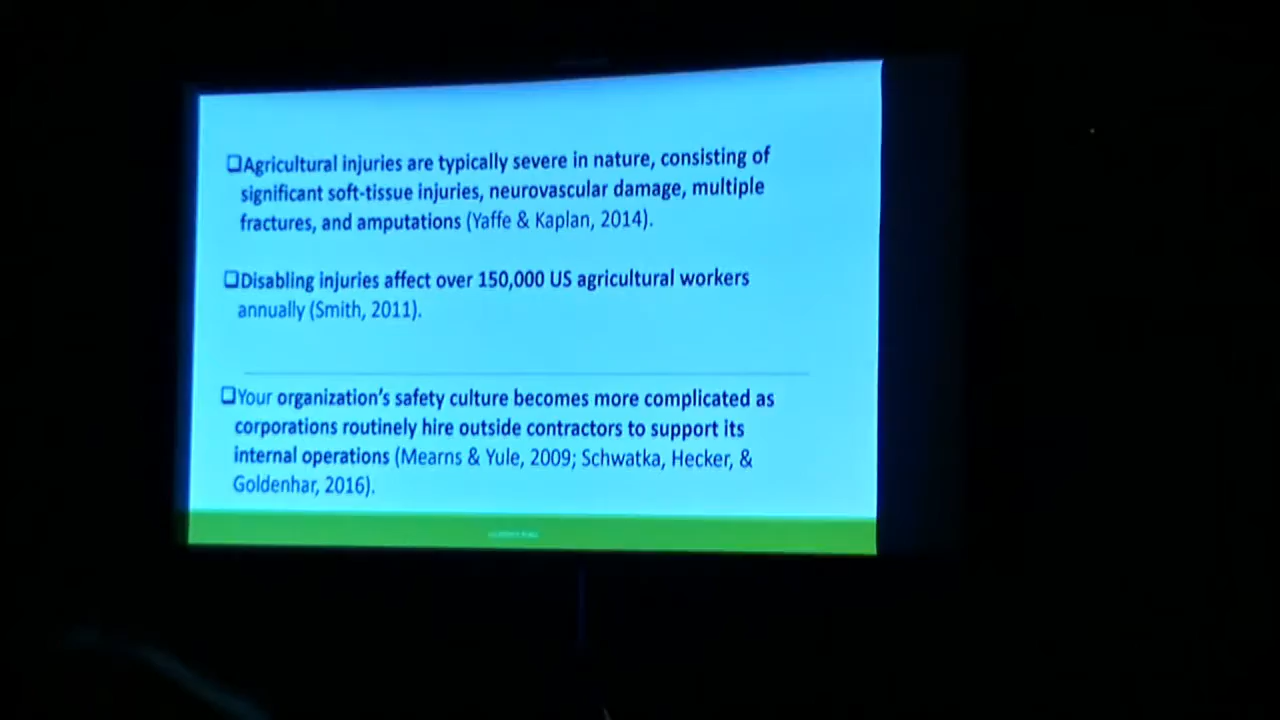 ❑Agricultural injuries are typically severe in nature, consisting of
significant soft-tissue injuries, neurovascular damage, multiple
fractures, and amputations (Yaffe & Kaplan, 2014).
❑Disabling injuries affect over 150,000 US agricultural workers
annually (Smith, 2011).
❑Your organization's safety culture becomes more complicated as
corporations routinely hire outside contractors to support its
internal operations (Mearns & Yule, 2009; Schwatka, Hecker, &
Goldenhar, 2016).